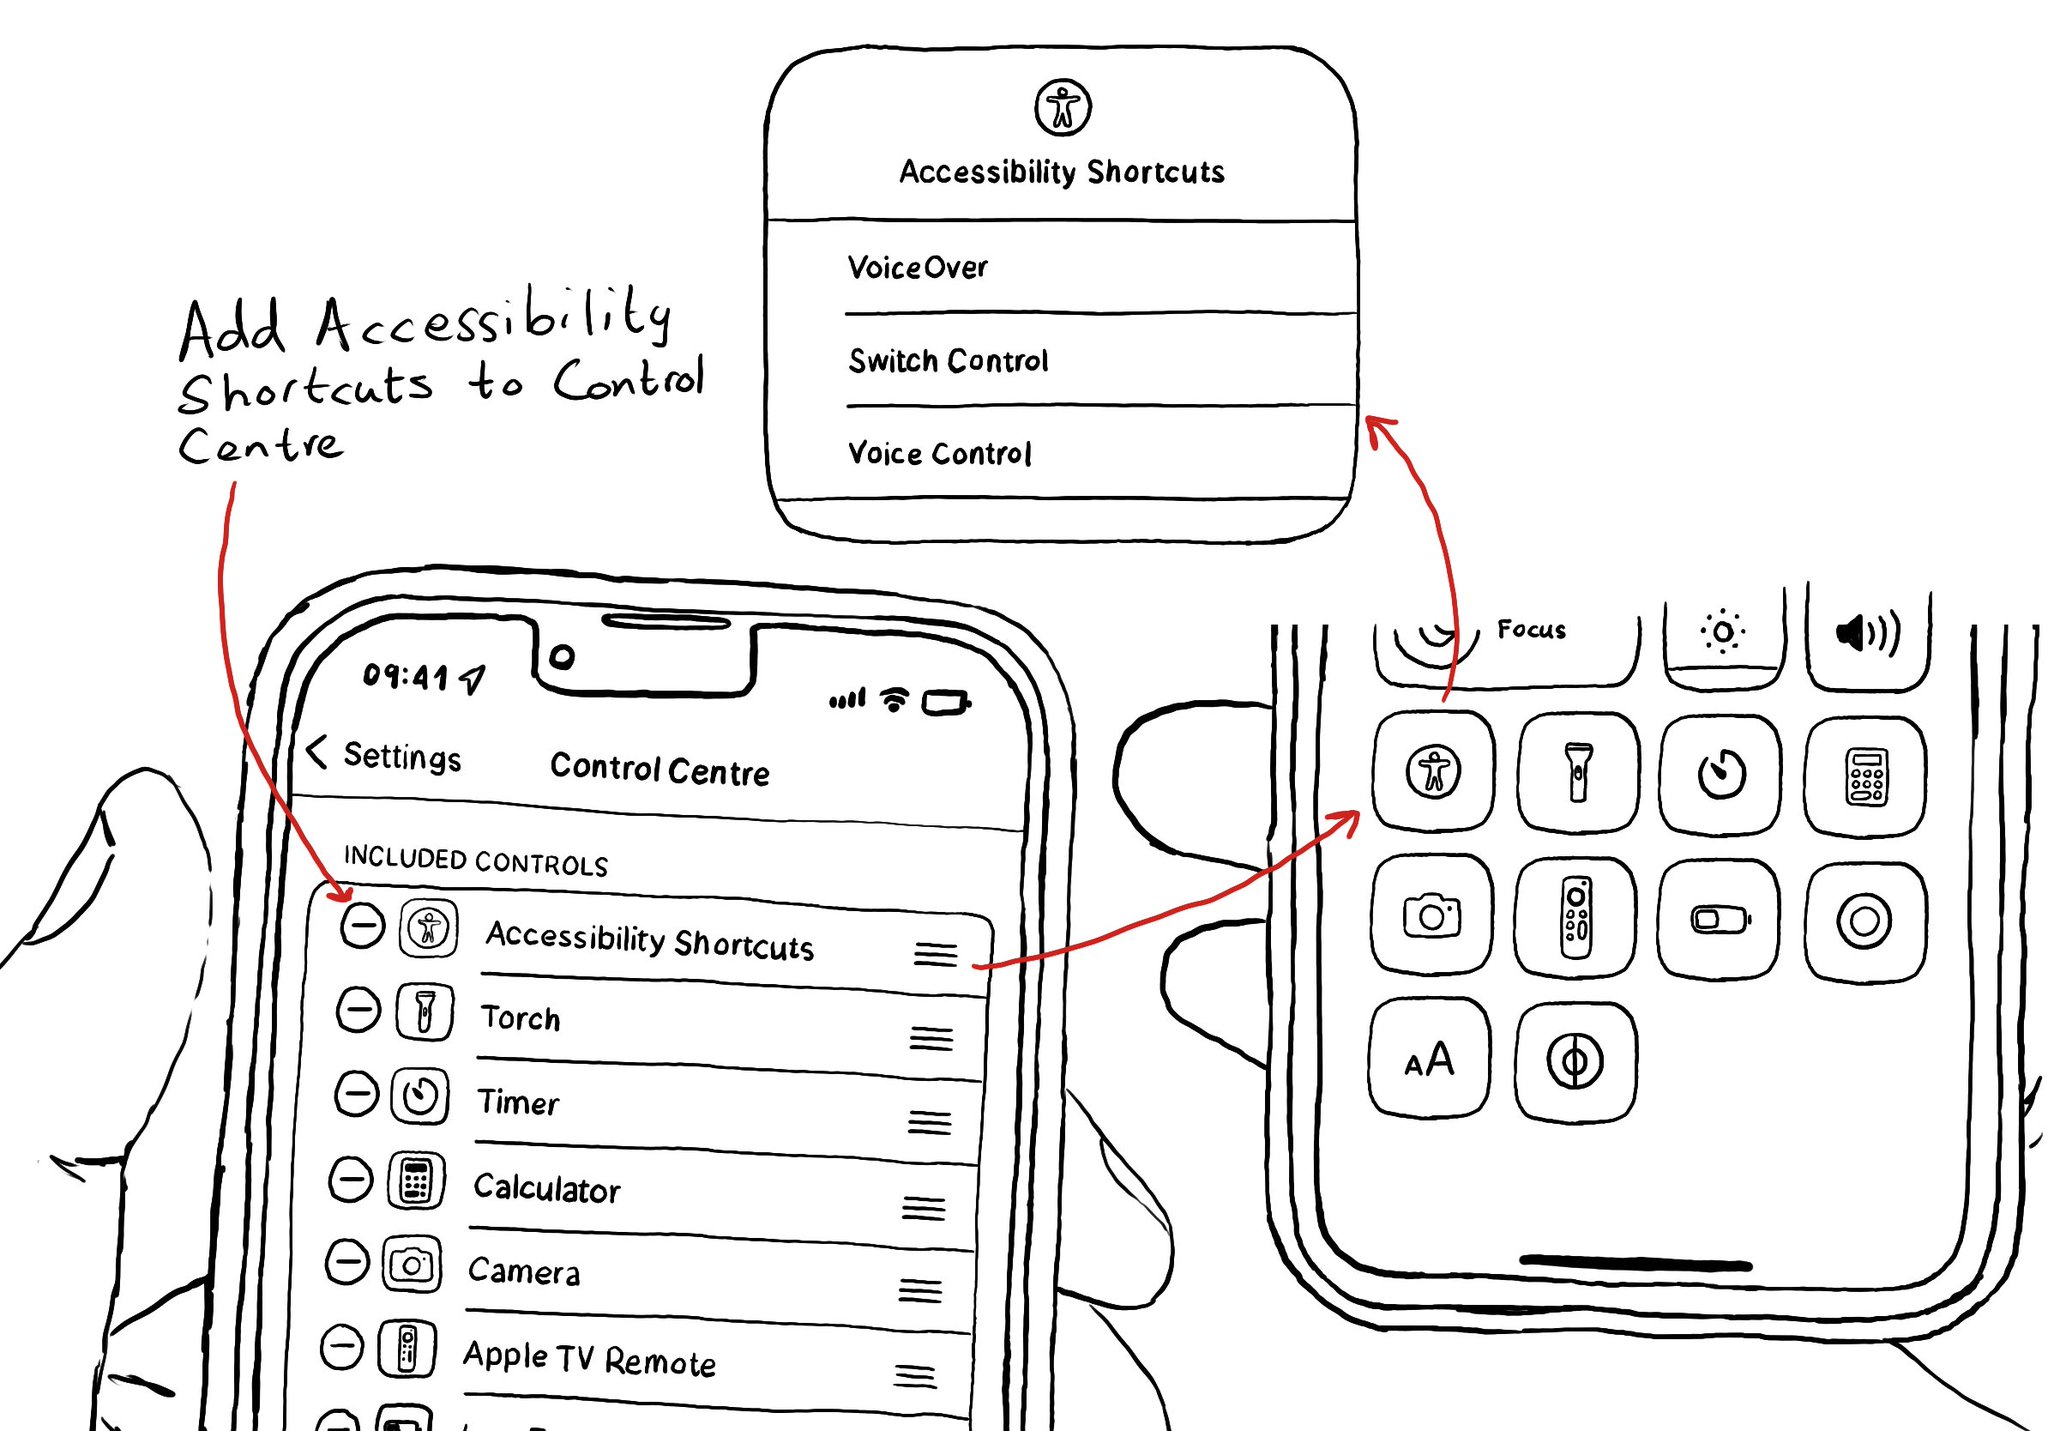 Accessibility Shortcuts
VoiceOver
Switch Control
Voice Control
Add Accessibility
Shortcuts to Control
Centre
09:41
Settings
Control Centre
INCLUDED CONTROLS
Accessibility Shortcuts
Torch
Timer
Calculator
Camera
Apple TV Remote
Focus
AA